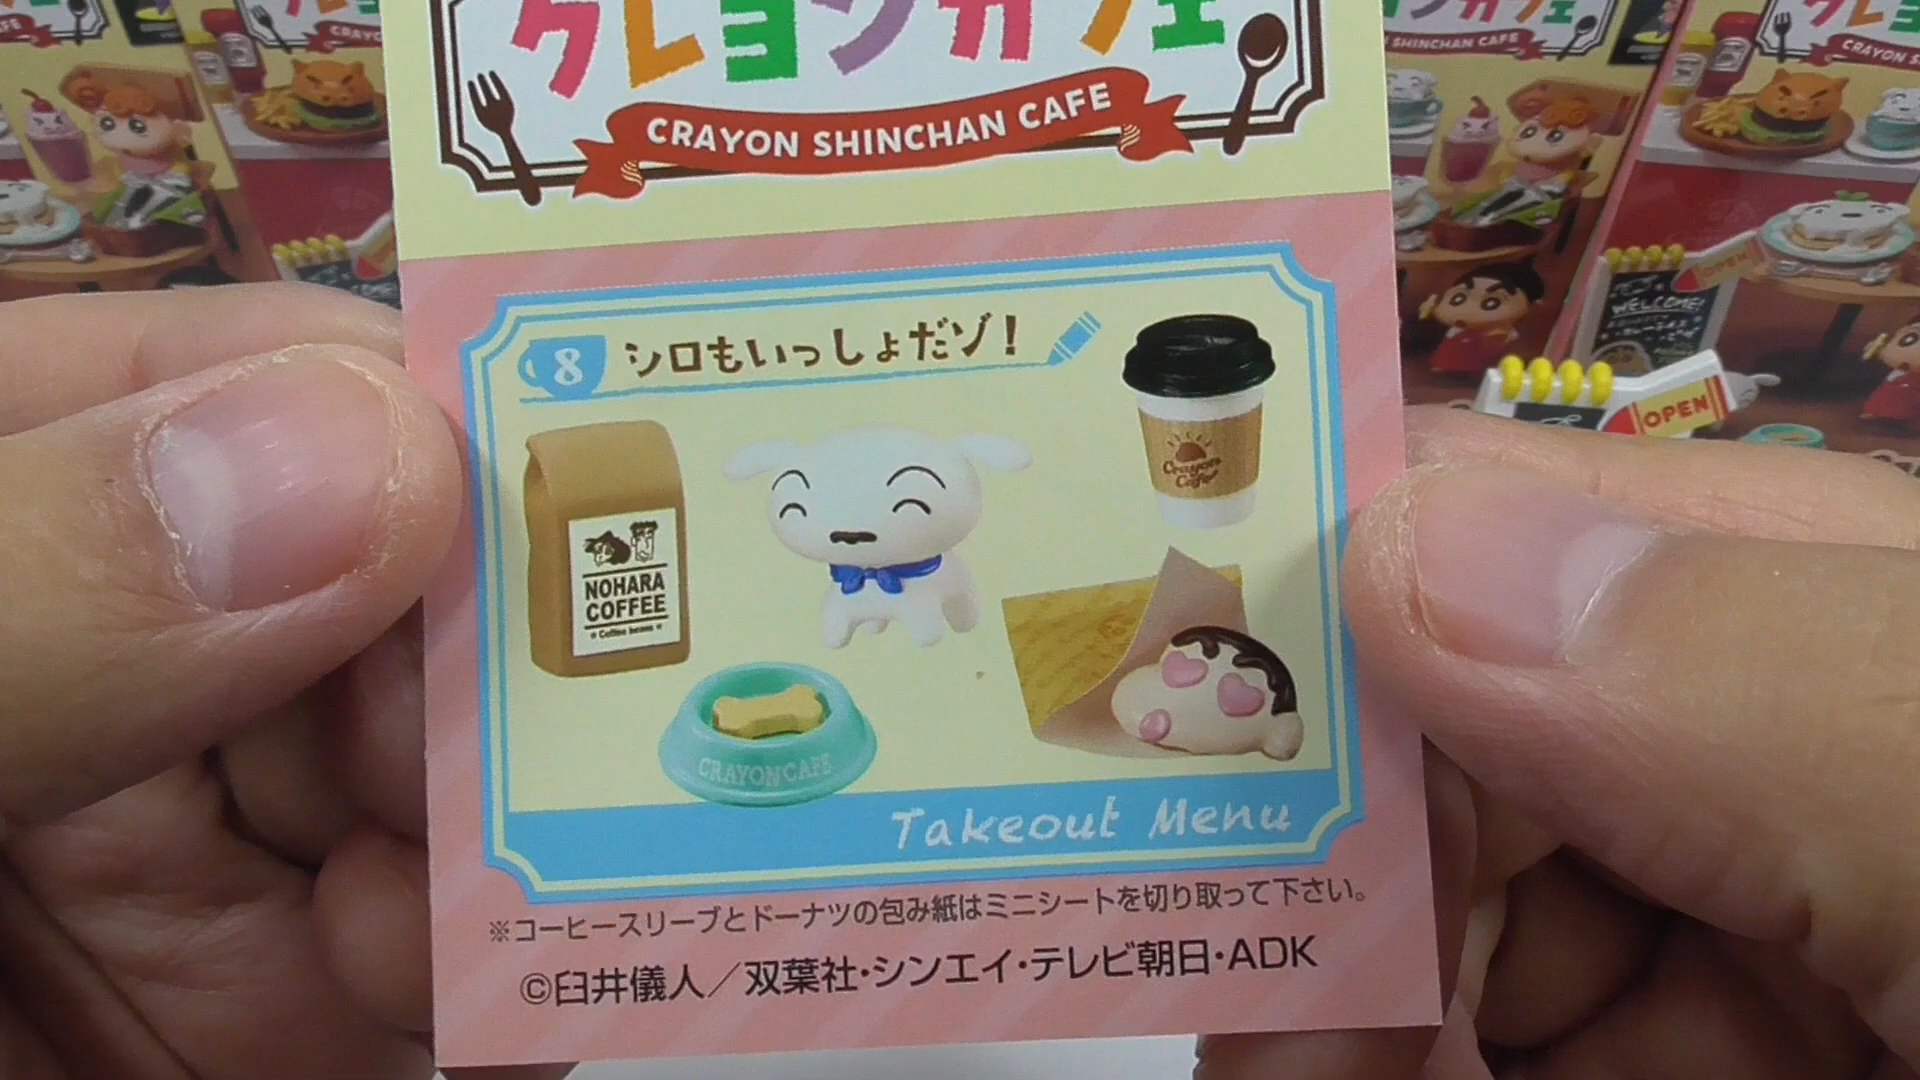 クレヨンカフェ
CRAYON SHINCHAN CAFE
8 シロもいっしょだゾ!
Crayon
Cafe
NOHARA
COFFEE
Coffee beans
CRAYON CAFE
Takeout Menu
※コーヒースリーブとドーナツの包み紙はミニシートを切り取って下さい。
©臼井儀人／双葉社・シンエイ・テレビ朝日・ADK
SHINCHAN CAFE
CRAYON S
OPEN
WELCOME!
OPEN